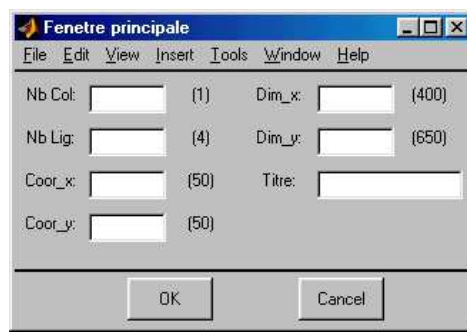 Fenetre principale
File Edit View Insert Tools Window Help
Nb Col: (1) Dim_x: (400)
Nb Lig: (4) Dim_y: (650)
Coor_x: (50) Titre:
Coor_y: (50)
OK Cancel